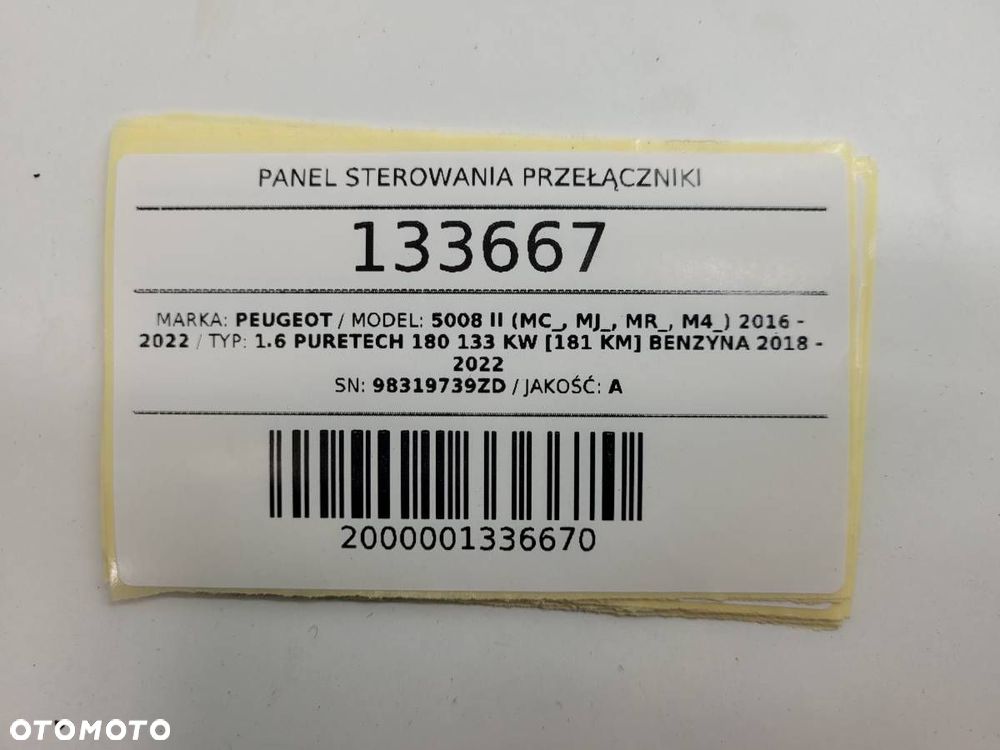 PANEL STEROWANIA PRZEŁĄCZNIKI
133667
MARKA: PEUGEOT / MODEL: 5008 II (MC_, MJ_, MR_, M4_) 2016 -
2022 / TYP: 1.6 PURETECH 180 133 KW [181 KM] BENZYNA 2018 -
2022
SN: 98319739ZD / JAKOŚĆ: A
2000001336670
OTOMOTO